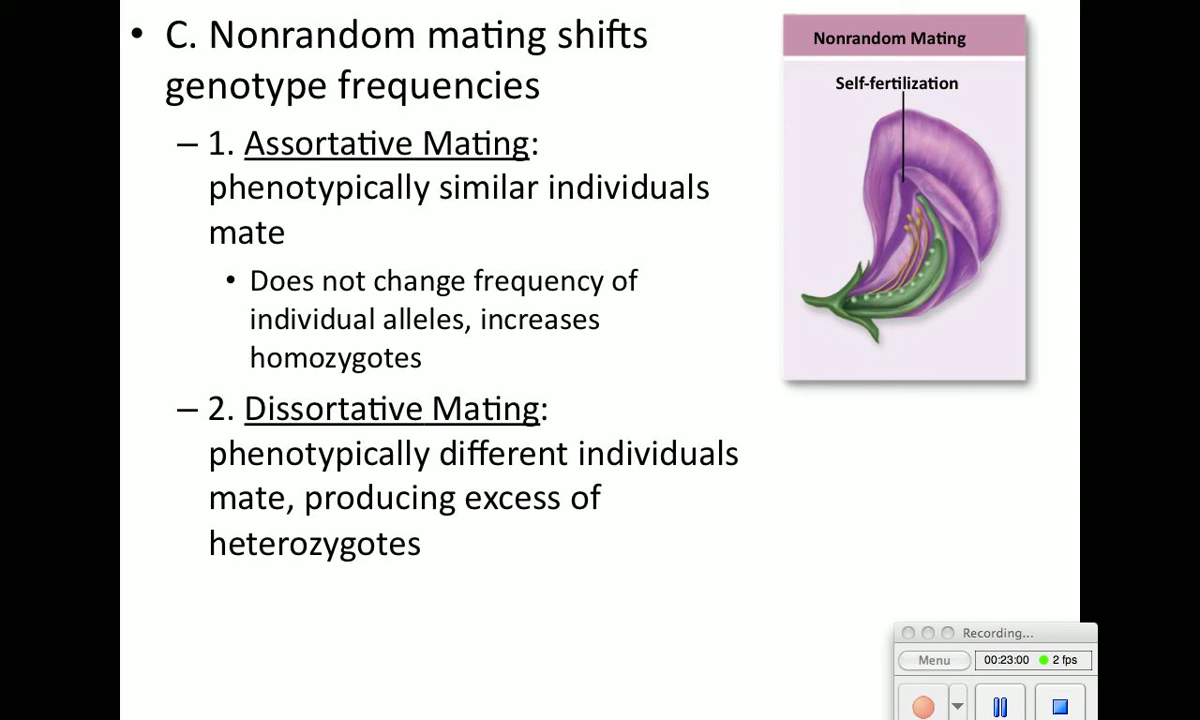 • C. Nonrandom mating shifts
genotype frequencies
– 1. Assortative Mating:
phenotypically similar individuals
mate
• Does not change frequency of
individual alleles, increases
homozygotes
– 2. Dissortative Mating:
phenotypically different individuals
mate, producing excess of
heterozygotes
Nonrandom Mating
Self-fertilization
Recording...
Menu
00:23:00
2 fps